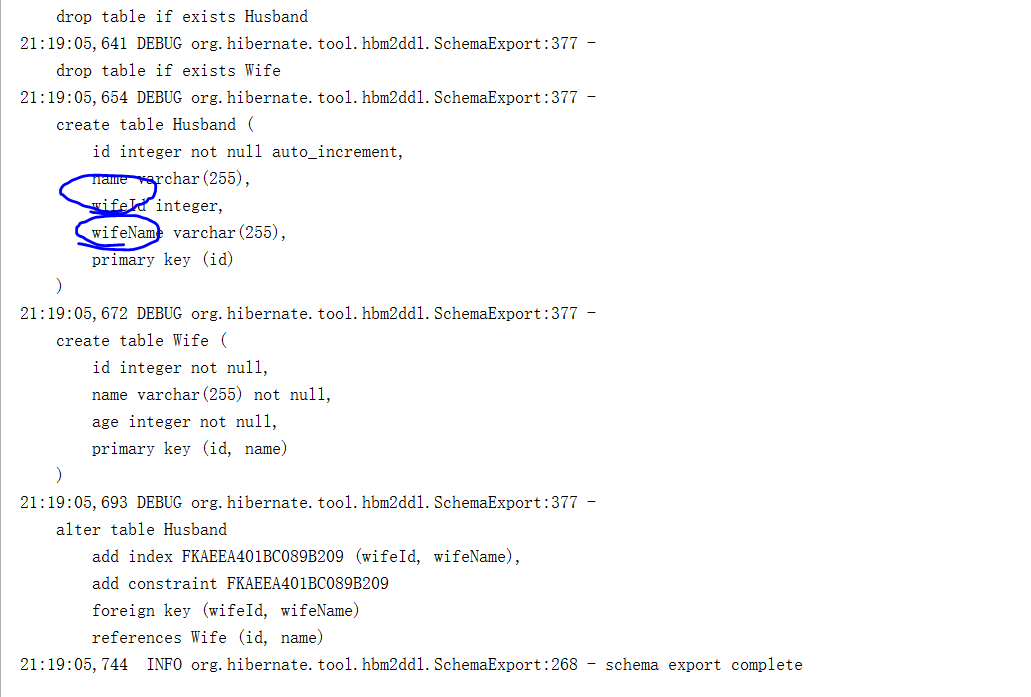 drop table if exists Husband
21:19:05,641 DEBUG org.hibernate.tool.hbm2ddl.SchemaExport:377 -
drop table if exists Wife
21:19:05,654 DEBUG org.hibernate.tool.hbm2ddl.SchemaExport:377 -
create table Husband (
id integer not null auto_increment,
name varchar(255),
wifeId integer,
wifeName varchar(255),
primary key (id)
)
21:19:05,672 DEBUG org.hibernate.tool.hbm2ddl.SchemaExport:377 -
create table Wife (
id integer not null,
name varchar(255) not null,
age integer not null,
primary key (id, name)
)
21:19:05,693 DEBUG org.hibernate.tool.hbm2ddl.SchemaExport:377 -
alter table Husband
add index FKAEEA401BC089B209 (wifeId, wifeName),
add constraint FKAEEA401BC089B209
foreign key (wifeId, wifeName)
references Wife (id, name)
21:19:05,744 INFO org.hibernate.tool.hbm2ddl.SchemaExport:268 - schema export complete